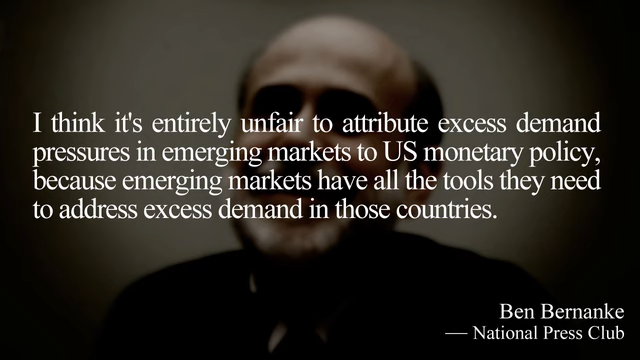 I think it's entirely unfair to attribute excess demand
pressures in emerging markets to US monetary policy,
because emerging markets have all the tools they need
to address excess demand in those countries.
Ben Bernanke
— National Press Club